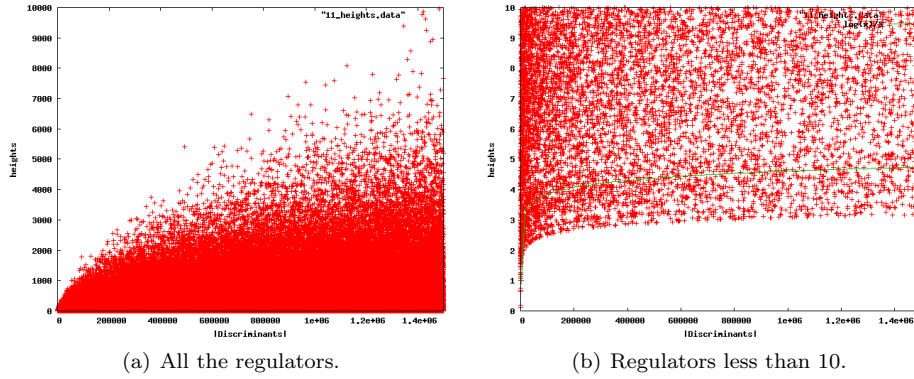 "11_heights.data"
10000
9000
8000
7000
6000
5000
4000
3000
2000
1000
0
heights
0
200000
400000
600000
800000
1e+06
1.2e+06
1.4e+06
|Discriminants|
(a) All the regulators.
"11_heights.data"
10
9
8
7
6
5
4
3
2
1
0
heights
0
200000
400000
600000
800000
1e+06
1.2e+06
1.4e+06
|Discriminants|
(b) Regulators less than 10.